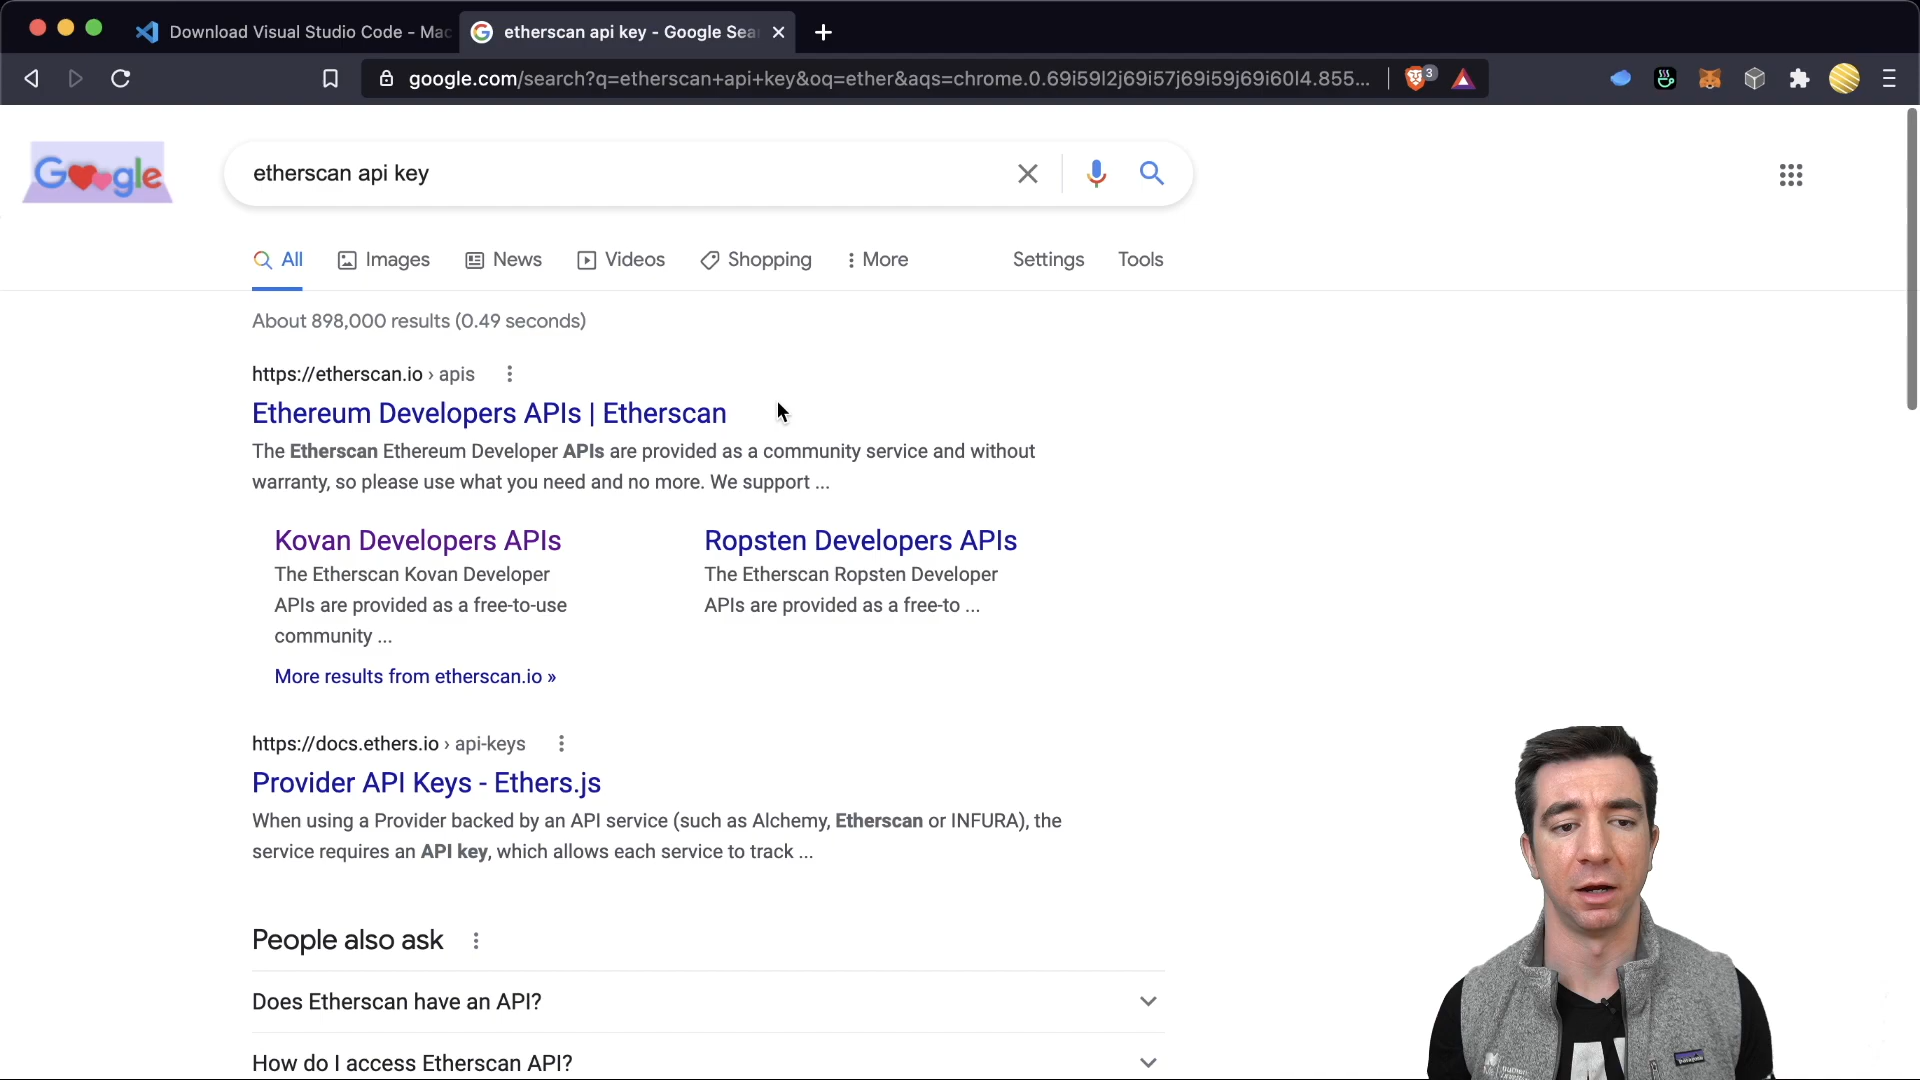 Download Visual Studio Code - Mac
etherscan api key - Google Sea
google.com/search?q=etherscan+api+key&oq=ether&aqs=chrome.0.69i59l2j69i57j69i59j69i60l4.855...
3
Google
etherscan api key
All
Images
News
Videos
Shopping
More
Settings
Tools
About 898,000 results (0.49 seconds)
https://etherscan.io › apis
Ethereum Developers APIs | Etherscan
The Etherscan Ethereum Developer APIs are provided as a community service and without
warranty, so please use what you need and no more. We support ...
Kovan Developers APIs
The Etherscan Kovan Developer
APIs are provided as a free-to-use
community ...
Ropsten Developers APIs
The Etherscan Ropsten Developer
APIs are provided as a free-to ...
More results from etherscan.io »
https://docs.ethers.io › api-keys
Provider API Keys - Ethers.js
When using a Provider backed by an API service (such as Alchemy, Etherscan or INFURA), the
service requires an API key, which allows each service to track ...
People also ask
Does Etherscan have an API?
How do I access Etherscan API?
patagonia